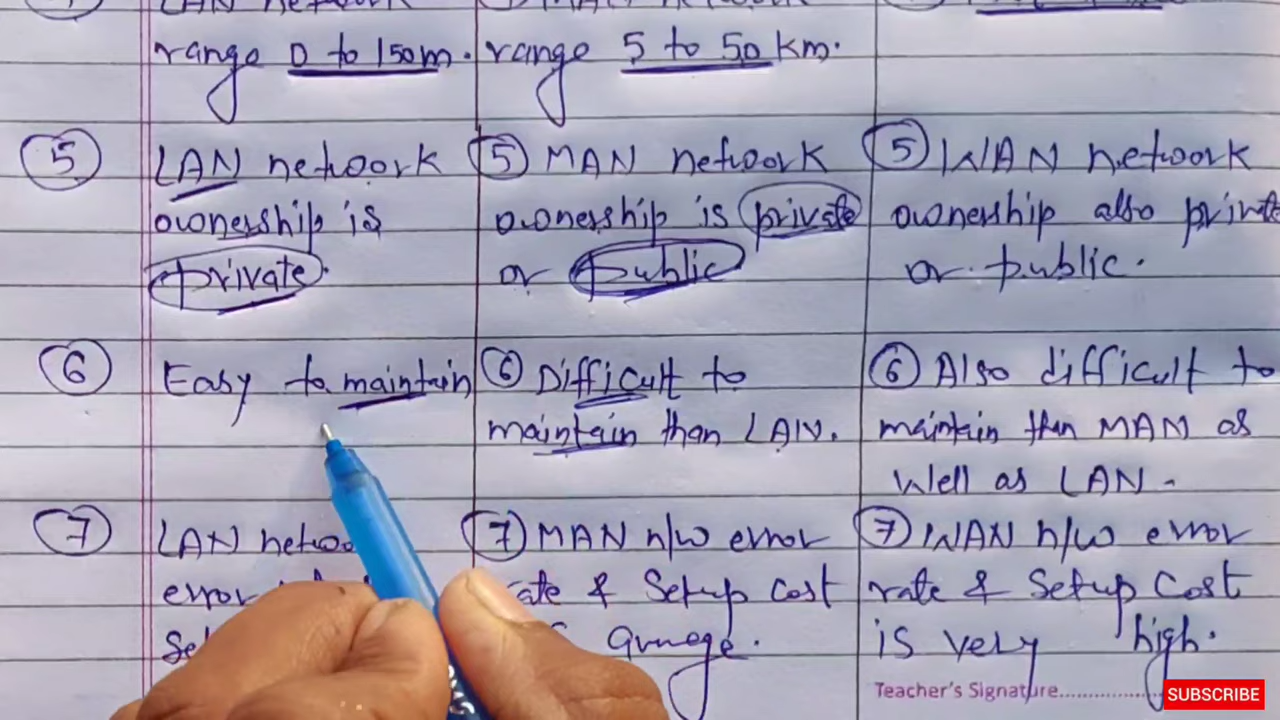 LAN network
range 0 to 150m.
range 5 to 50 km.
5 LAN network
ownership is
private.
5 MAN network
ownership is private
or public
5 WAN network
ownership also private
or public.
6 Easy to maintain
6 Difficult to
maintain than LAN.
6 Also difficult to
maintain than MAN as
well as LAN.
7 LAN netwo
error
Se
7 MAN n/w error
rate & Setup Cost
7 WAN n/w error
rate & Setup Cost
is very high.
Teacher's Signature
SUBSCRIBE